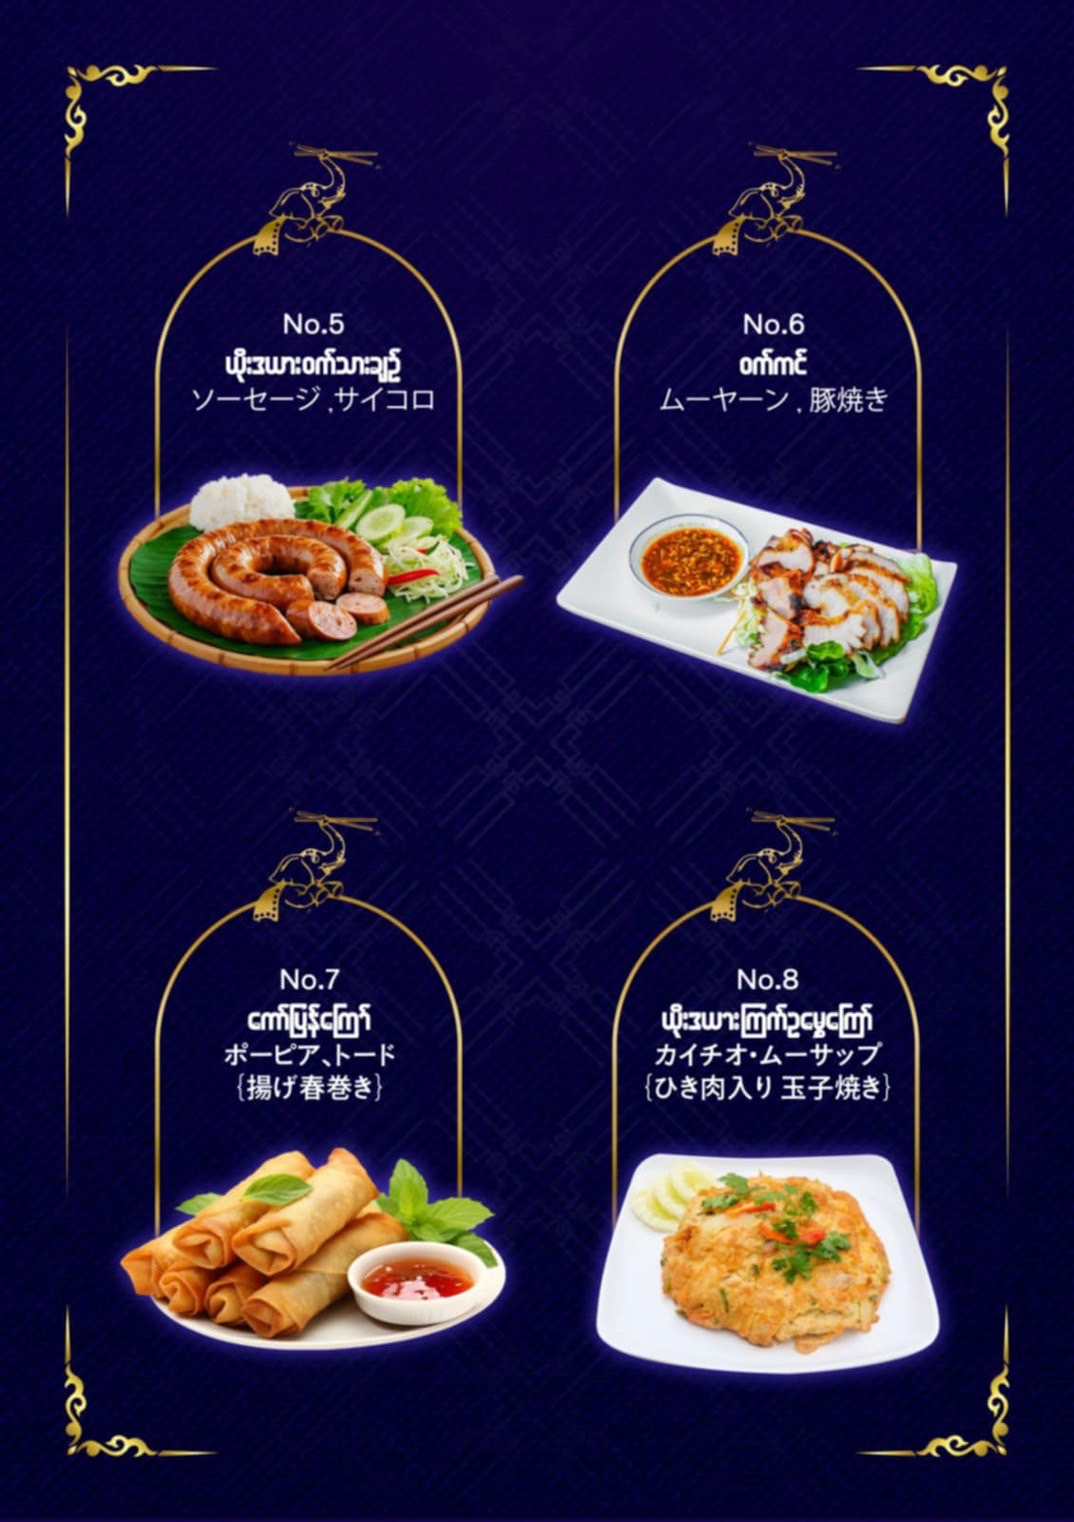 No.5
ယိုးဒယားဝက်သားချဉ်
ソーセージ ,サイコロ
No.6
ဝက်ကင်
ムーヤーン , 豚焼き
No.7
ကော်ပြန်ကြော်
ポーピア、トード
{揚げ春巻き}
No.8
ယိုးဒယားကြက်ဥမွှေကြော်
カイチオ・ムーサップ
{ひき肉入り 玉子焼き}